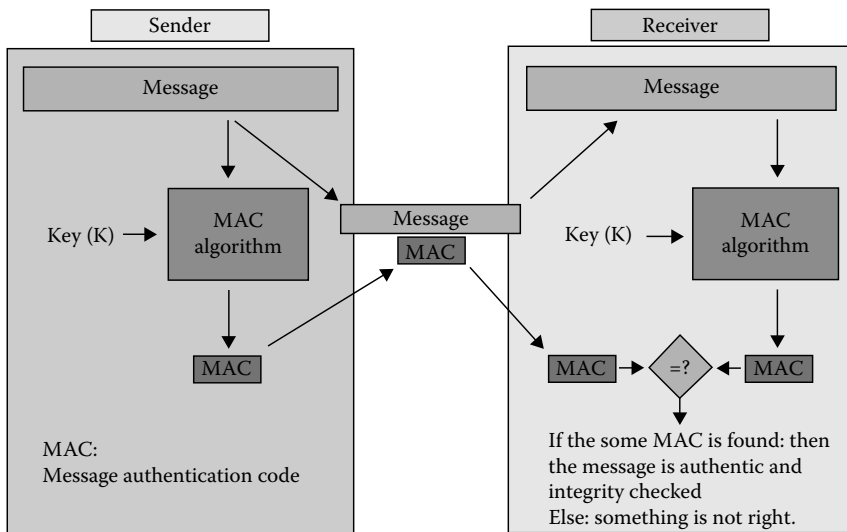 Sender
Receiver
Message
Message
Key (K)
MAC
algorithm
Message
MAC
Key (K)
MAC
algorithm
MAC
MAC
=?
MAC
MAC:
Message authentication code
If the some MAC is found: then
the message is authentic and
integrity checked
Else: something is not right.